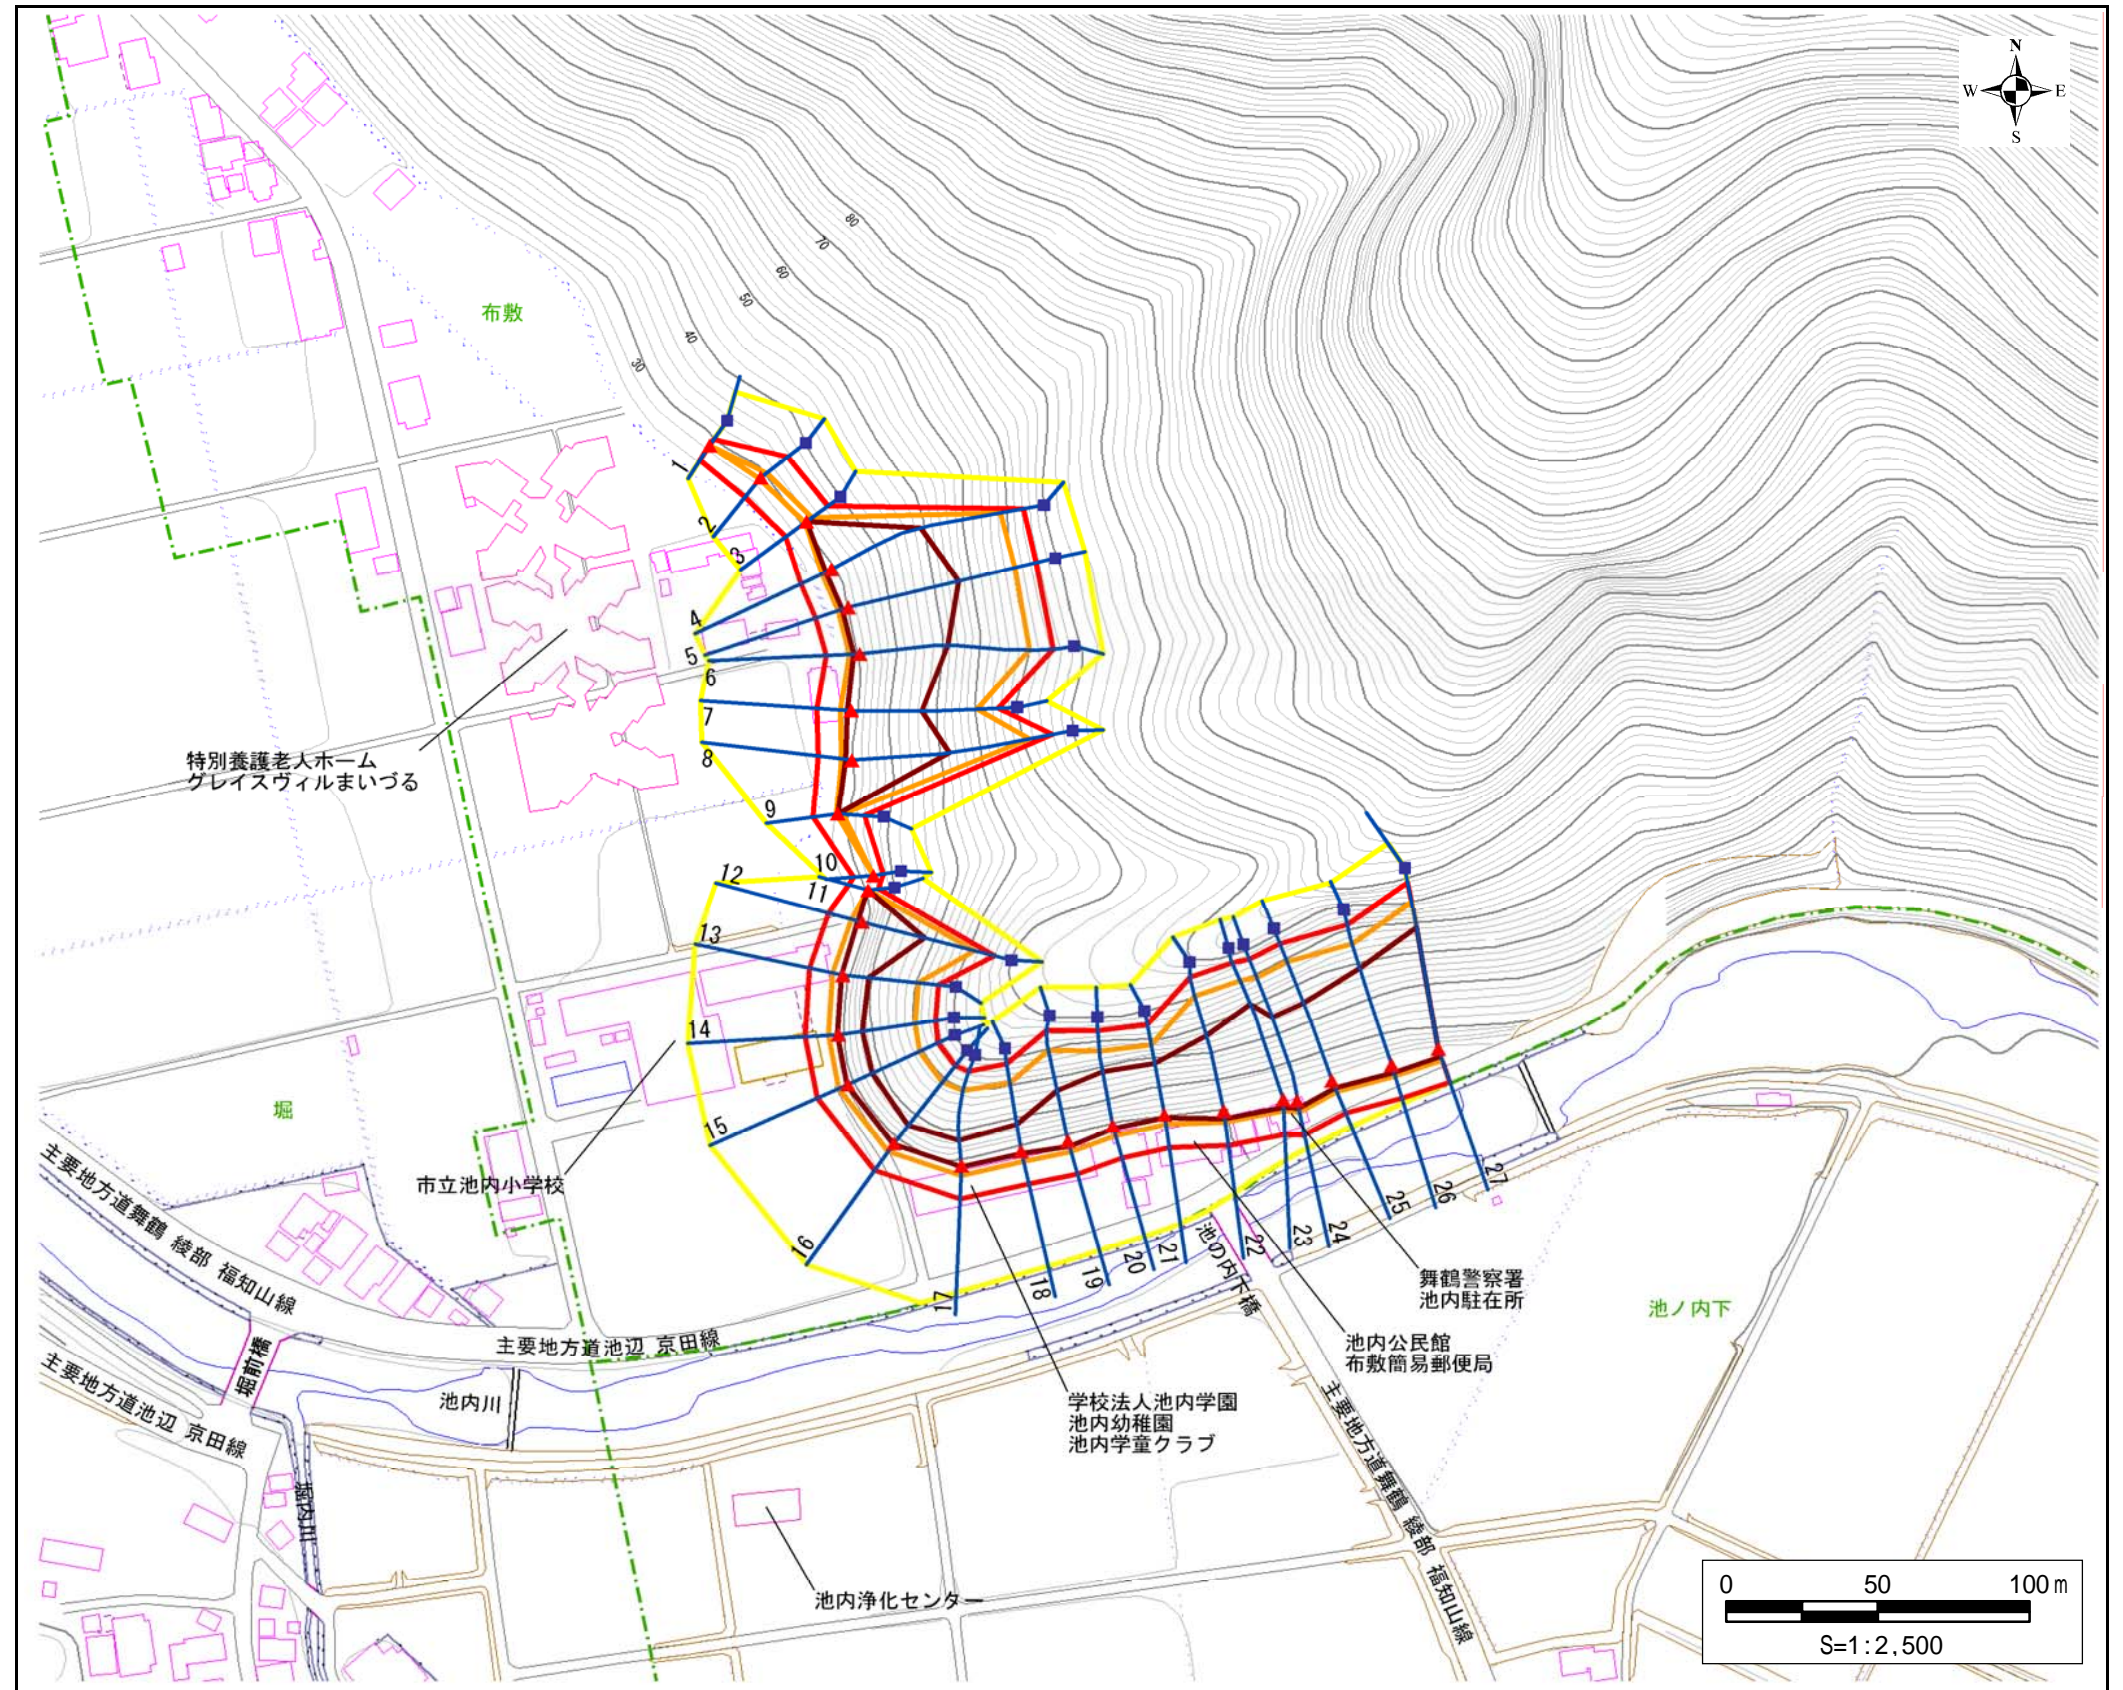 N
W
E
S
80
70
60
50
40
30
布敷
1
2
3
4
5
6
7
8
9
10
11
12
13
14
15
16
17
18
19
20
21
22
23
24
25
26
27
特別養護老人ホーム
グレイスヴィルまいづる
堀
市立池内小学校
主要地方道舞鶴 綾部 福知山線
主要地方道池辺 京田線
堀前橋
主要地方道池辺 京田線
池内川
堀内川
池の内下橋
舞鶴警察署
池内駐在所
池内公民館
布敷簡易郵便局
池ノ内下
学校法人池内学園
池内幼稚園
池内学童クラブ
主要地方道舞鶴 綾部 福知山線
池内浄化センター
0 50 100m
S=1:2,500